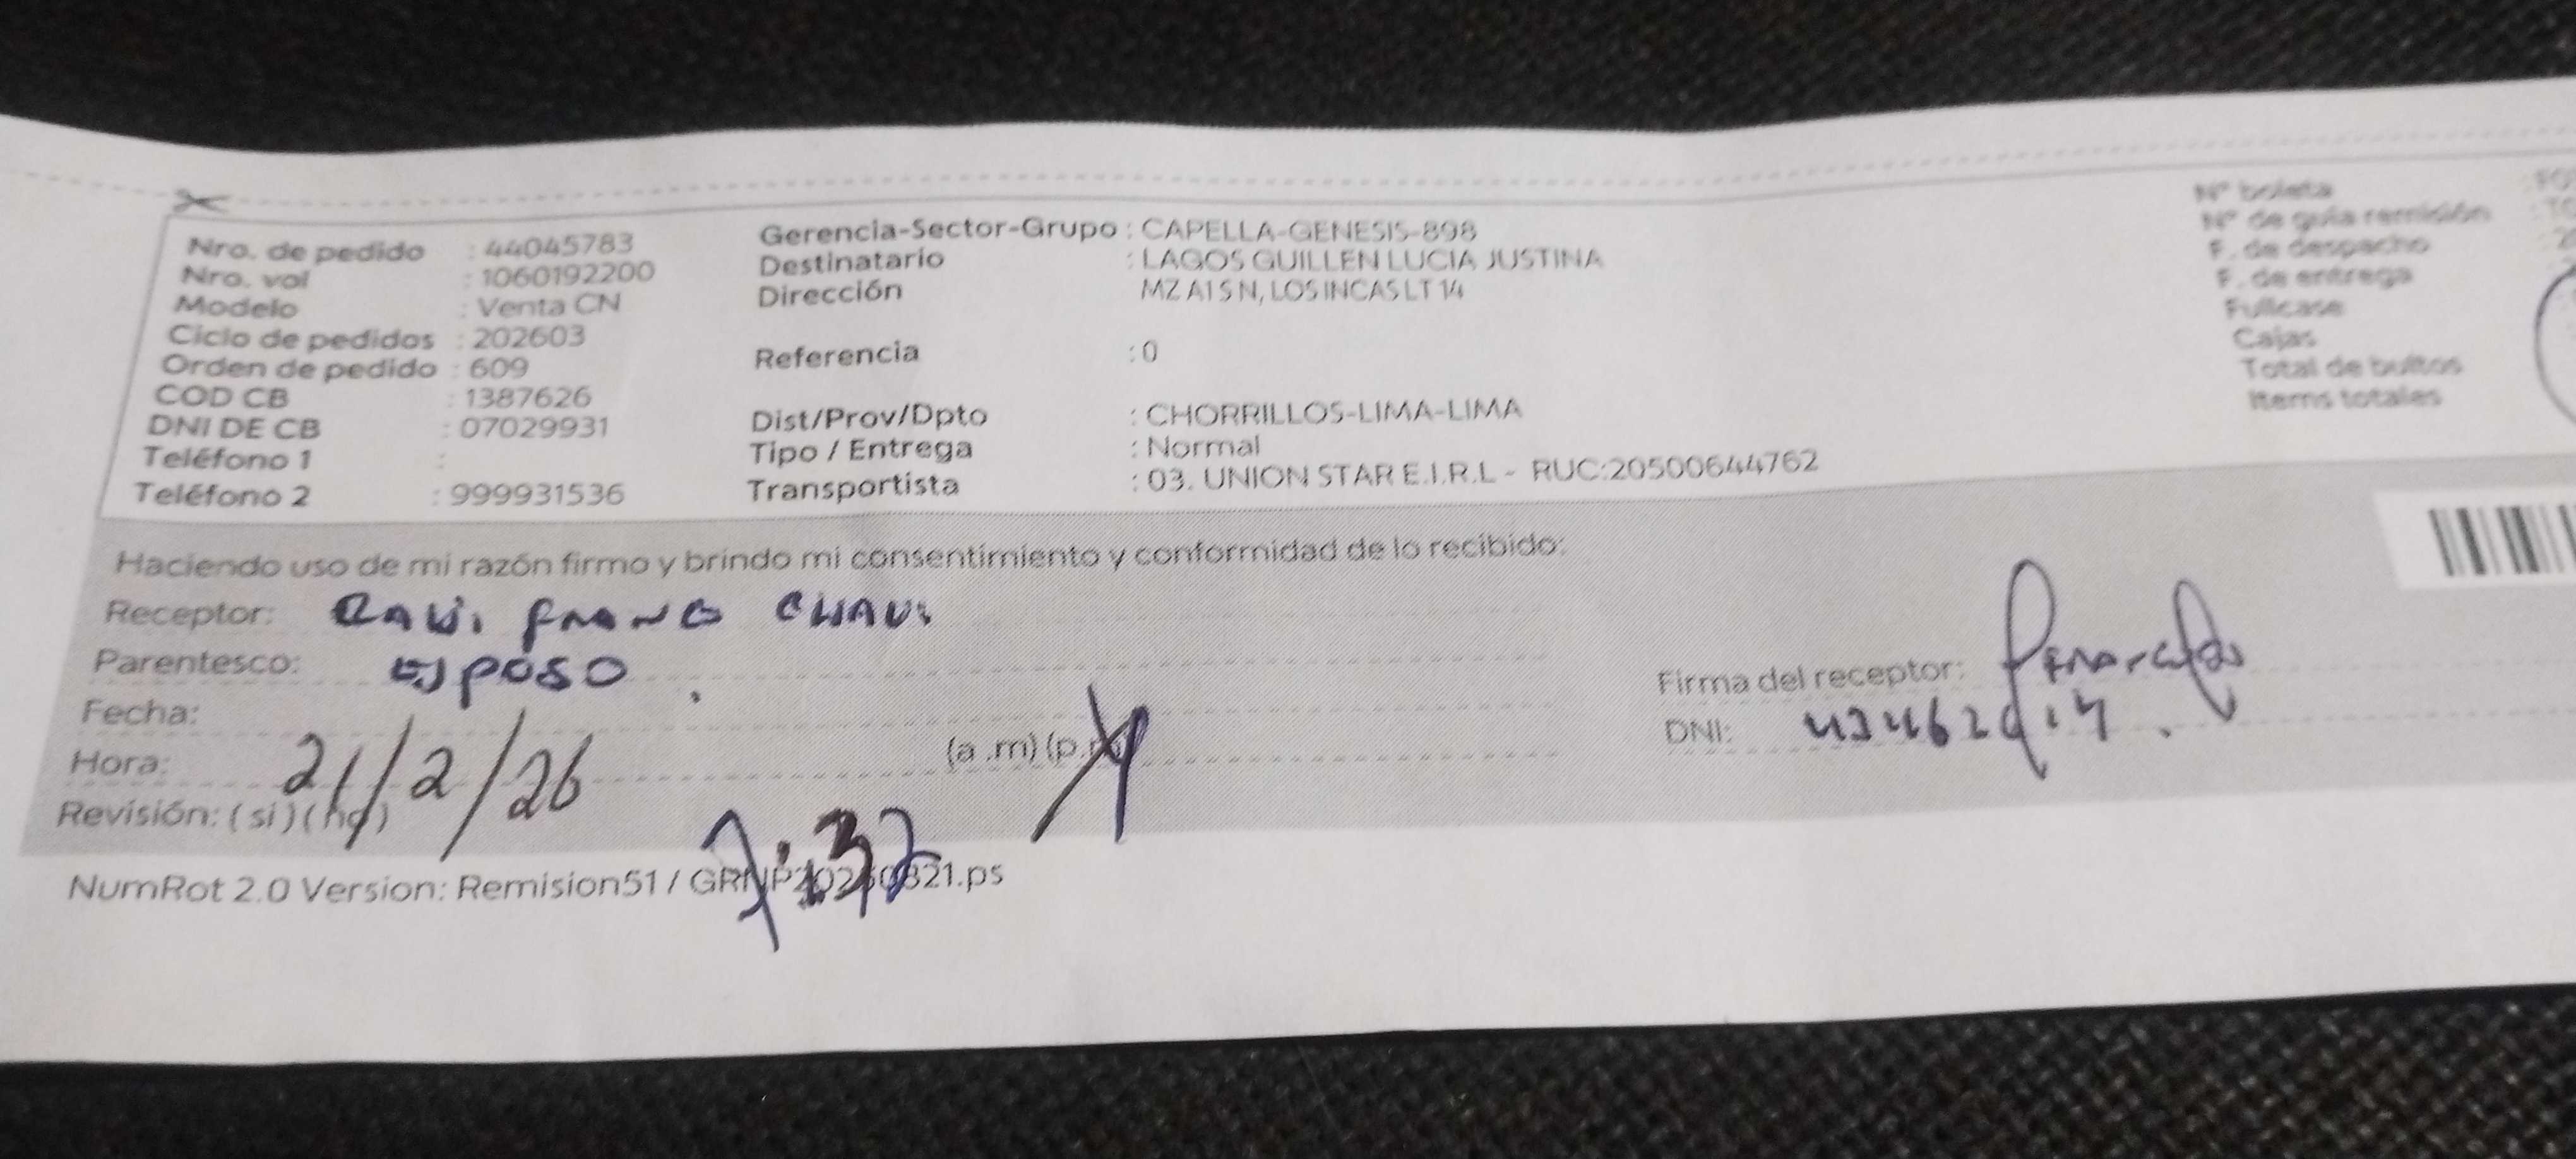 Nro. de pedido : 44045783
Nro. vol : 1060192200
Modelo : Venta CN
Ciclo de pedidos : 202603
Orden de pedido : 609
COD CB : 1387626
DNI DE CB : 07029931
Teléfono 1 :
Teléfono 2 : 999931536
Gerencia-Sector-Grupo : CAPELLA-GENESIS-898
Destinatario : LAGOS GUILLEN LUCIA JUSTINA
Dirección MZ A1 S N, LOS INCAS LT 14
Referencia : 0
Dist/Prov/Dpto : CHORRILLOS-LIMA-LIMA
Tipo / Entrega : Normal
Transportista : 03. UNION STAR E.I.R.L - RUC:20500644762
N° boleta
N° de guía remisión
F. de despacho
F. de entrega
Fullcase
Cajas
Total de bultos
Items totales
Haciendo uso de mi razón firmo y brindo mi consentimiento y conformidad de lo recibido:
Receptor:
Parentesco: Esposo
Fecha: 21/2/26
Hora: 7:32 (a .m) (p.m)
Revisión: ( si ) ( no )
Firma del receptor:
DNI:
NumRot 2.0 Version: Remision51 / GRNP20260821.ps